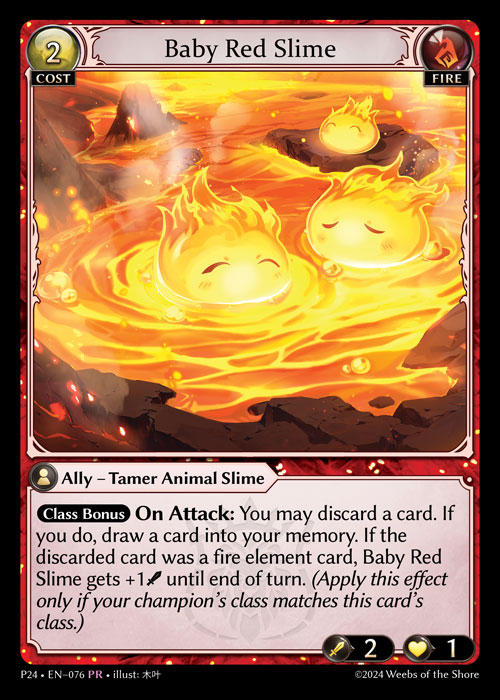 2
COST
Baby Red Slime
FIRE
Ally – Tamer Animal Slime
Class Bonus On Attack: You may discard a card. If
you do, draw a card into your memory. If the
discarded card was a fire element card, Baby Red
Slime gets +1 until end of turn. (Apply this effect
only if your champion's class matches this card's
class.)
2
1
P24 • EN–076 PR • illust: 木叶
©2024 Weebs of the Shore